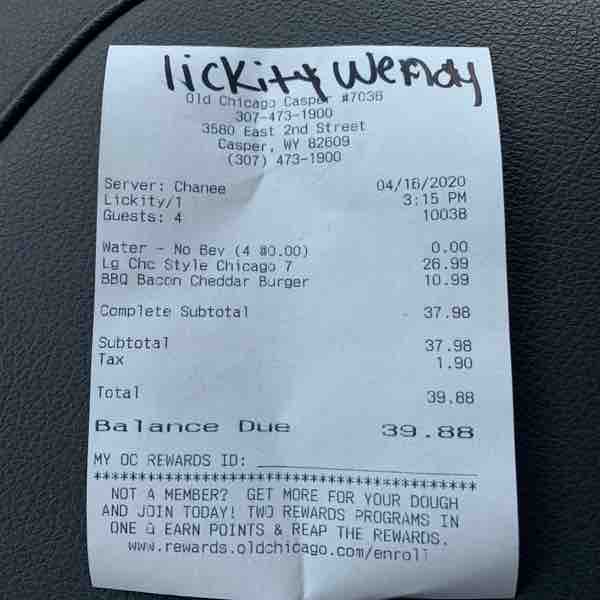 lickity Wendy
Old Chicago Casper #7036
307-473-1900
3580 East 2nd Street
Casper, WY 82609
(307) 473-1900
Server: Chanee 04/16/2020
Lickity/1 3:15 PM
Guests: 4 10038
Water - No Bev (4 @0.00) 0.00
Lg Chc Style Chicago 7 26.99
BBQ Bacon Cheddar Burger 10.99
Complete Subtotal 37.98
Subtotal 37.98
Tax 1.90
Total 39.88
Balance Due 39.88
MY OC REWARDS ID:
****************************************
NOT A MEMBER? GET MORE FOR YOUR DOUGH
AND JOIN TODAY! TWO REWARDS PROGRAMS IN
ONE & EARN POINTS & REAP THE REWARDS.
www.rewards.oldchicago.com/enroll